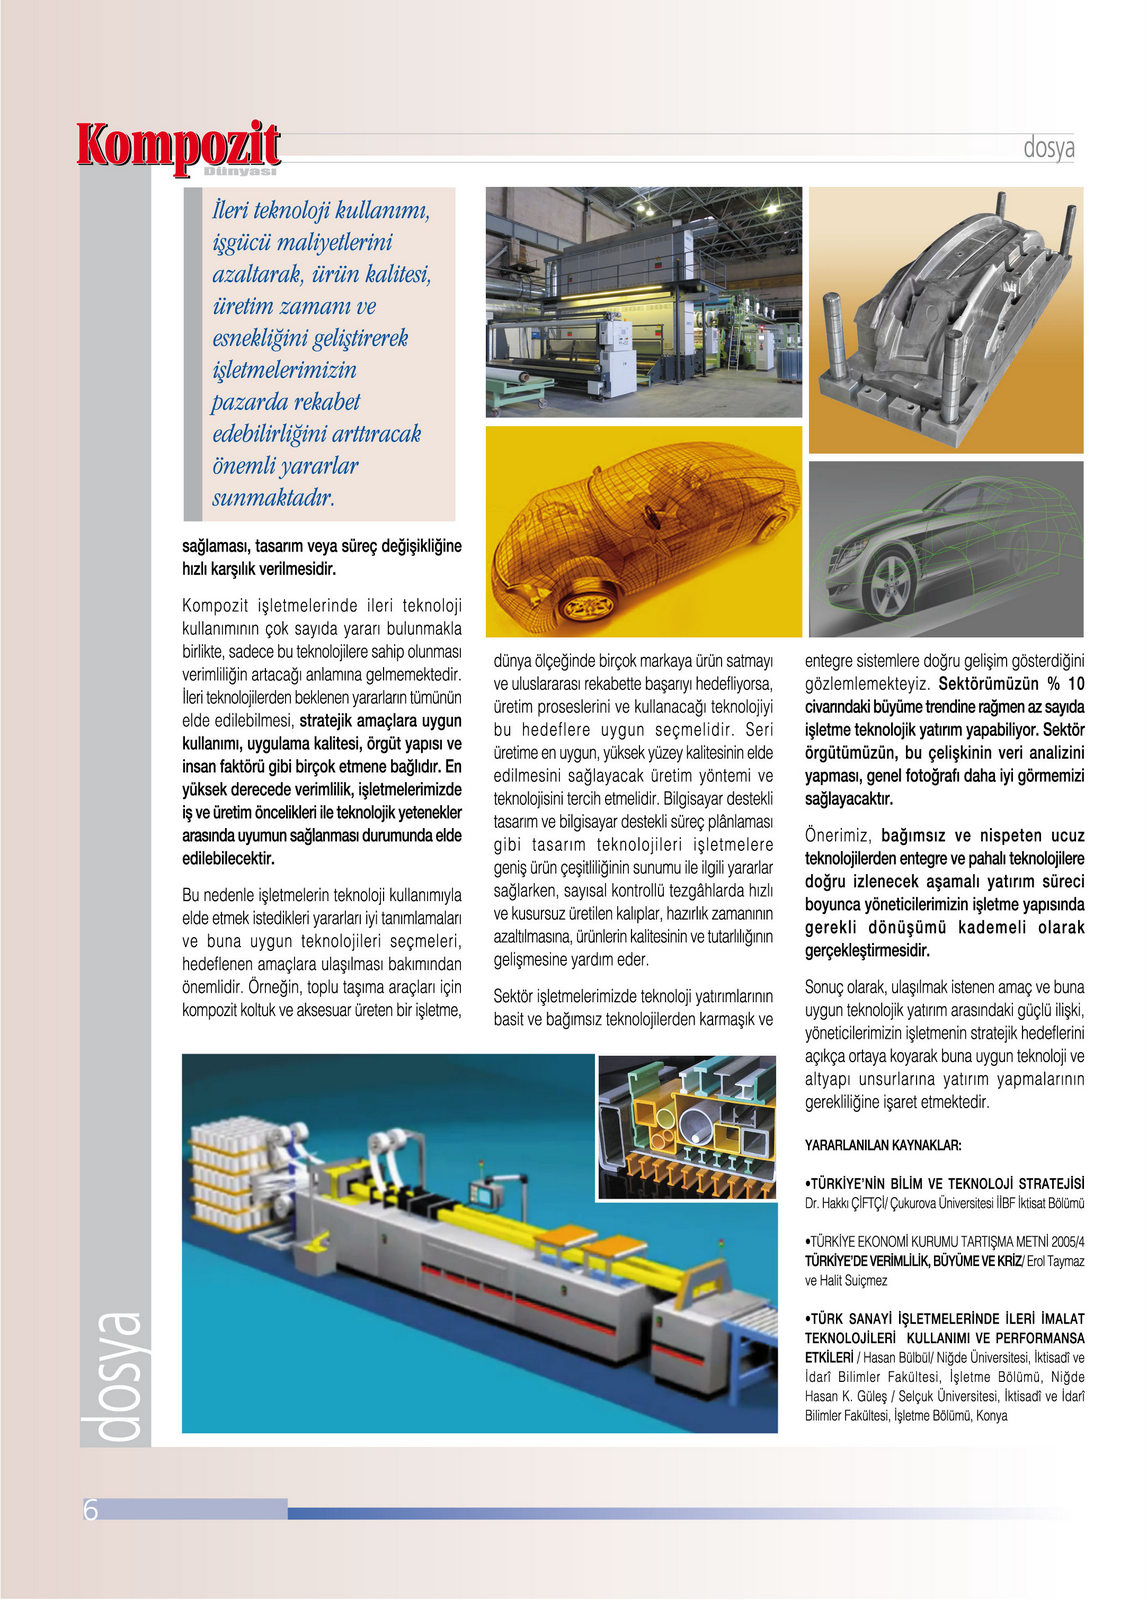 Kompozit
Dünyası
dosya
İleri teknoloji kullanımı,
işgücü maliyetlerini
azaltarak, ürün kalitesi,
üretim zamanı ve
esnekliğini geliştirerek
işletmelerimizin
pazarda rekabet
edebilirliğini arttıracak
önemli yararlar
sunmaktadır.
sağlaması, tasarım veya süreç değişikliğine
hızlı karşılık verilmesidir.
Kompozit işletmelerinde ileri teknoloji
kullanımının çok sayıda yararı bulunmakla
birlikte, sadece bu teknolojilere sahip olunması
verimliliğin artacağı anlamına gelmemektedir.
İleri teknolojilerden beklenen yararların tümünün
elde edilebilmesi, stratejik amaçlara uygun
kullanımı, uygulama kalitesi, örgüt yapısı ve
insan faktörü gibi birçok etmene bağlıdır. En
yüksek derecede verimlilik, işletmelerimizde
iş ve üretim öncelikleri ile teknolojik yetenekler
arasında uyumun sağlanması durumunda elde
edilebilecektir.
Bu nedenle işletmelerin teknoloji kullanımıyla
elde etmek istedikleri yararları iyi tanımlamaları
ve buna uygun teknolojileri seçmeleri,
hedeflenen amaçlara ulaşılması bakımından
önemlidir. Örneğin, toplu taşıma araçları için
kompozit koltuk ve aksesuar üreten bir işletme,
dünya ölçeğinde birçok markaya ürün satmayı
ve uluslararası rekabette başarıyı hedefliyorsa,
üretim proseslerini ve kullanacağı teknolojiyi
bu hedeflere uygun seçmelidir. Seri
üretime en uygun, yüksek yüzey kalitesinin elde
edilmesini sağlayacak üretim yöntemi ve
teknolojisini tercih etmelidir. Bilgisayar destekli
tasarım ve bilgisayar destekli süreç plânlaması
gibi tasarım teknolojileri işletmelere
geniş ürün çeşitliliğinin sunumu ile ilgili yararlar
sağlarken, sayısal kontrollü tezgâhlarda hızlı
ve kusursuz üretilen kalıplar, hazırlık zamanının
azaltılmasına, ürünlerin kalitesinin ve tutarlılığının
gelişmesine yardım eder.
Sektör işletmelerimizde teknoloji yatırımlarının
basit ve bağımsız teknolojilerden karmaşık ve
entegre sistemlere doğru gelişim gösterdiğini
gözlemlemekteyiz. Sektörümüzün % 10
civarındaki büyüme trendine rağmen az sayıda
işletme teknolojik yatırım yapabiliyor. Sektör
örgütümüzün, bu çelişkinin veri analizini
yapması, genel fotoğrafı daha iyi görmemizi
sağlayacaktır.
Önerimiz, bağımsız ve nispeten ucuz
teknolojilerden entegre ve pahalı teknolojilere
doğru izlenecek aşamalı yatırım süreci
boyunca yöneticilerimizin işletme yapısında
gerekli dönüşümü kademeli olarak
gerçekleştirmesidir.
Sonuç olarak, ulaşılmak istenen amaç ve buna
uygun teknolojik yatırım arasındaki güçlü ilişki,
yöneticilerimizin işletmenin stratejik hedeflerini
açıkça ortaya koyarak buna uygun teknoloji ve
altyapı unsurlarına yatırım yapmalarının
gerekliliğine işaret etmektedir.
YARARLANILAN KAYNAKLAR:
•TÜRKİYE'NİN BİLİM VE TEKNOLOJİ STRATEJİSİ
Dr. Hakkı ÇİFTÇİ/ Çukurova Üniversitesi İİBF İktisat Bölümü
•TÜRKİYE EKONOMİ KURUMU TARTIŞMA METNİ 2005/4
TÜRKİYE'DE VERİMLİLİK, BÜYÜME VE KRİZ/ Erol Taymaz
ve Halit Suiçmez
•TÜRK SANAYİ İŞLETMELERİNDE İLERİ İMALAT
TEKNOLOJİLERİ KULLANIMI VE PERFORMANSA
ETKİLERİ / Hasan Bülbül/ Niğde Üniversitesi, İktisadî ve
İdarî Bilimler Fakültesi, İşletme Bölümü, Niğde
Hasan K. Güleş / Selçuk Üniversitesi, İktisadî ve İdarî
Bilimler Fakültesi, İşletme Bölümü, Konya
dosya
6